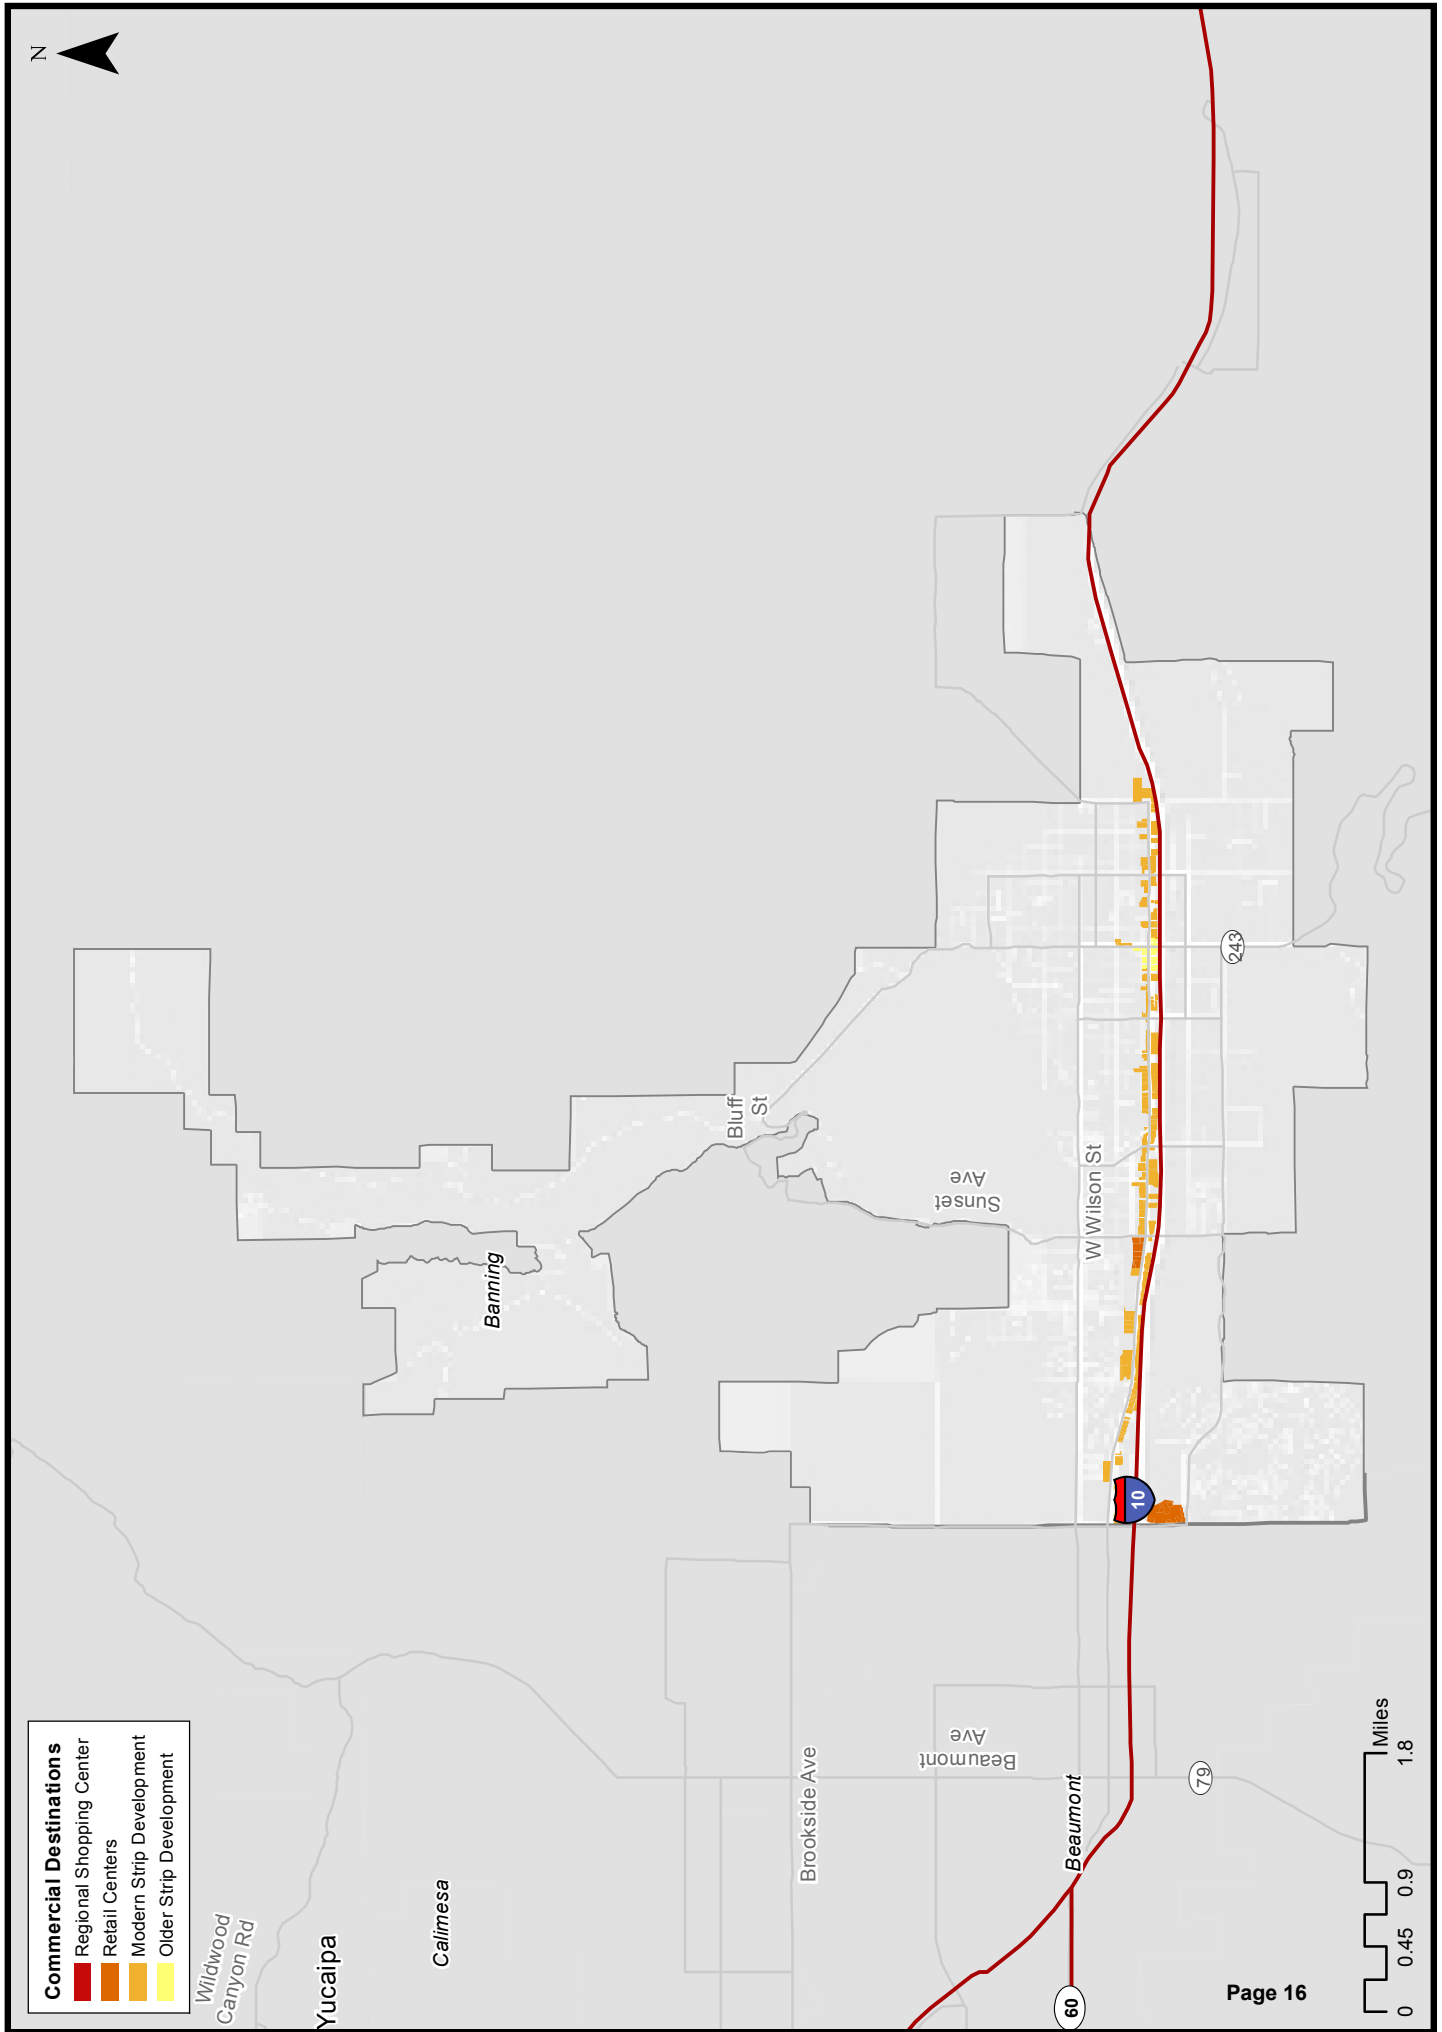 N
Commercial Destinations
Regional Shopping Center
Retail Centers
Modern Strip Development
Older Strip Development
Wildwood
Canyon Rd
Yucaipa
Calimesa
Banning
Bluff
St
Brookside Ave
Sunset
Ave
Beaumont
Ave
W Wilson St
Beaumont
10
60
79
243
Page 16
Miles
0 0.45 0.9 1.8